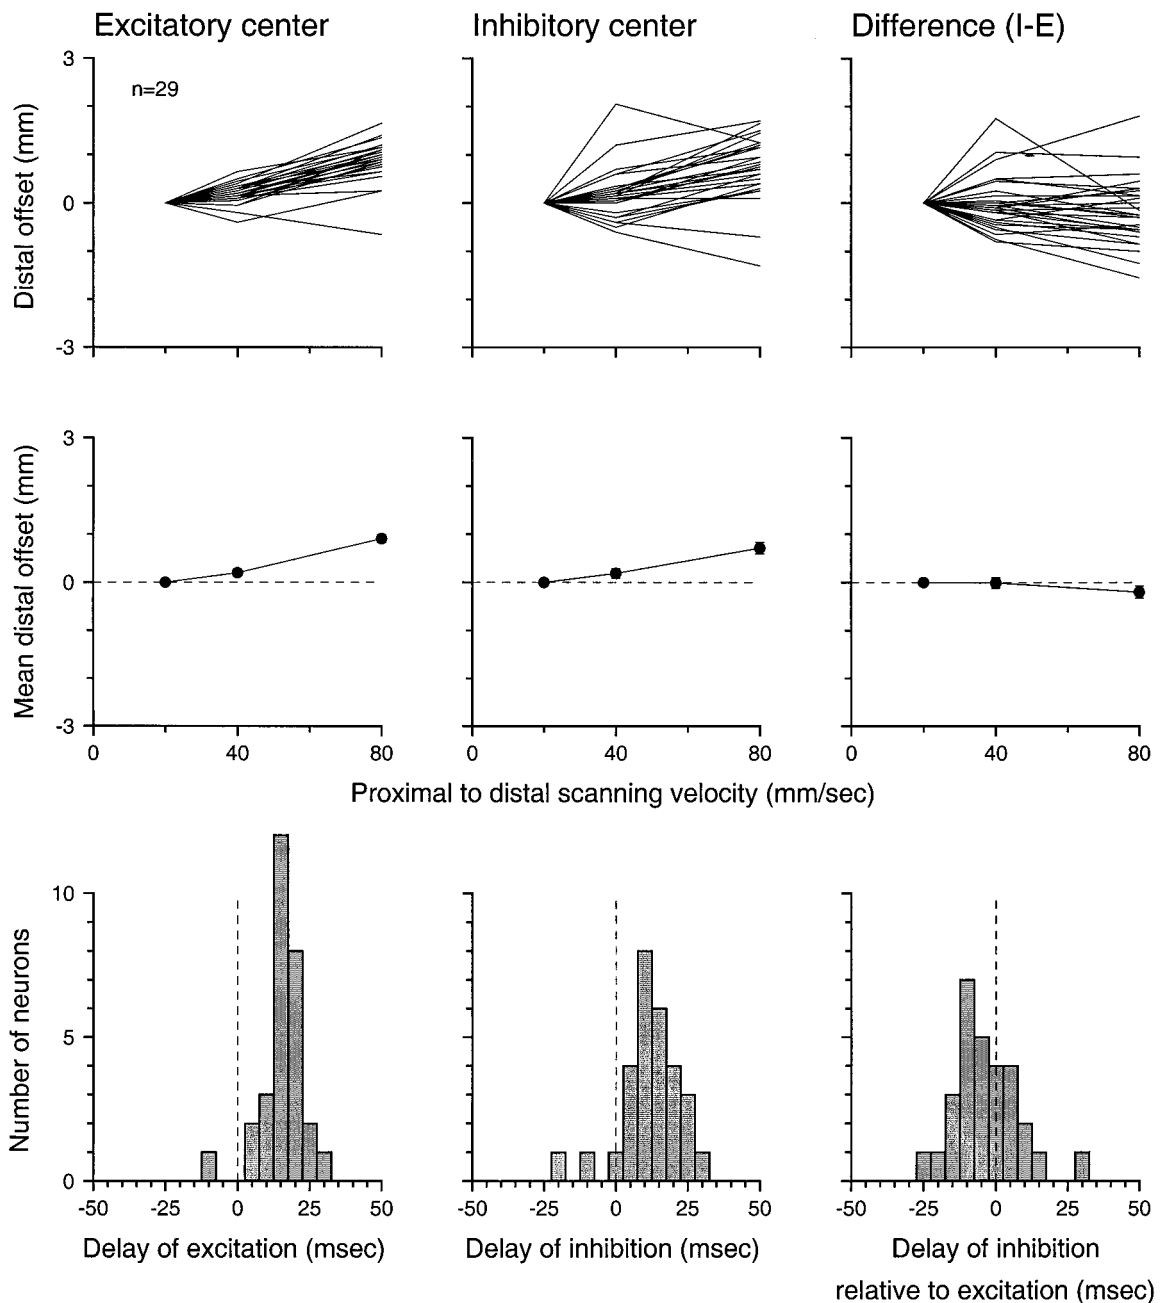 Excitatory center
Inhibitory center
Difference (I-E)
3
n=29
Distal offset (mm)
0
-3
3
Mean distal offset (mm)
0
-3
0 40 80
0 40 80
0 40 80
Proximal to distal scanning velocity (mm/sec)
10
Number of neurons
5
0
-50 -25 0 25 50
-50 -25 0 25 50
-50 -25 0 25 50
Delay of excitation (msec)
Delay of inhibition (msec)
Delay of inhibition
relative to excitation (msec)